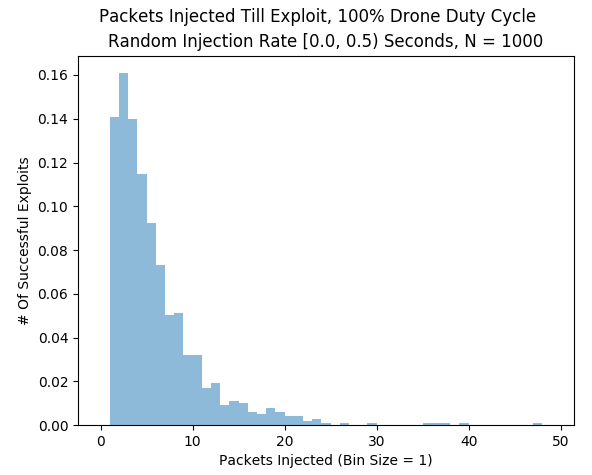 Packets Injected Till Exploit, 100% Drone Duty Cycle
Random Injection Rate [0.0, 0.5) Seconds, N = 1000
0.16
0.14
0.12
0.10
0.08
0.06
0.04
0.02
0.00
# Of Successful Exploits
0 10 20 30 40 50
Packets Injected (Bin Size = 1)